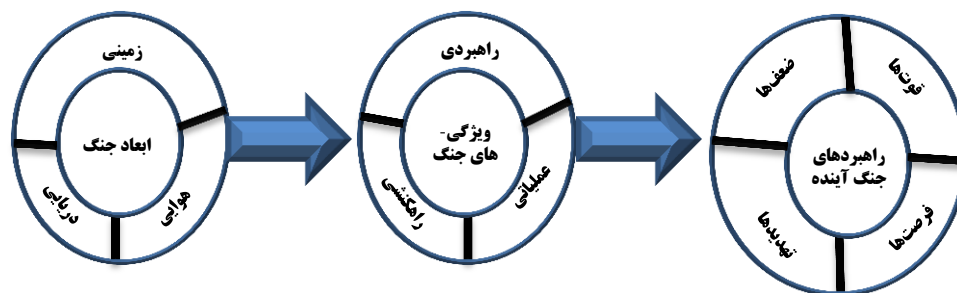 زمینی
ابعاد جنگ
هوایی
دریایی
راهبردی
ویژگی-
های جنگ
عملیاتی
راهکنشی
قوت‌ها
ضعف‌ها
راهبردهای
جنگ آینده
فرصت‌ها
تهدیدها